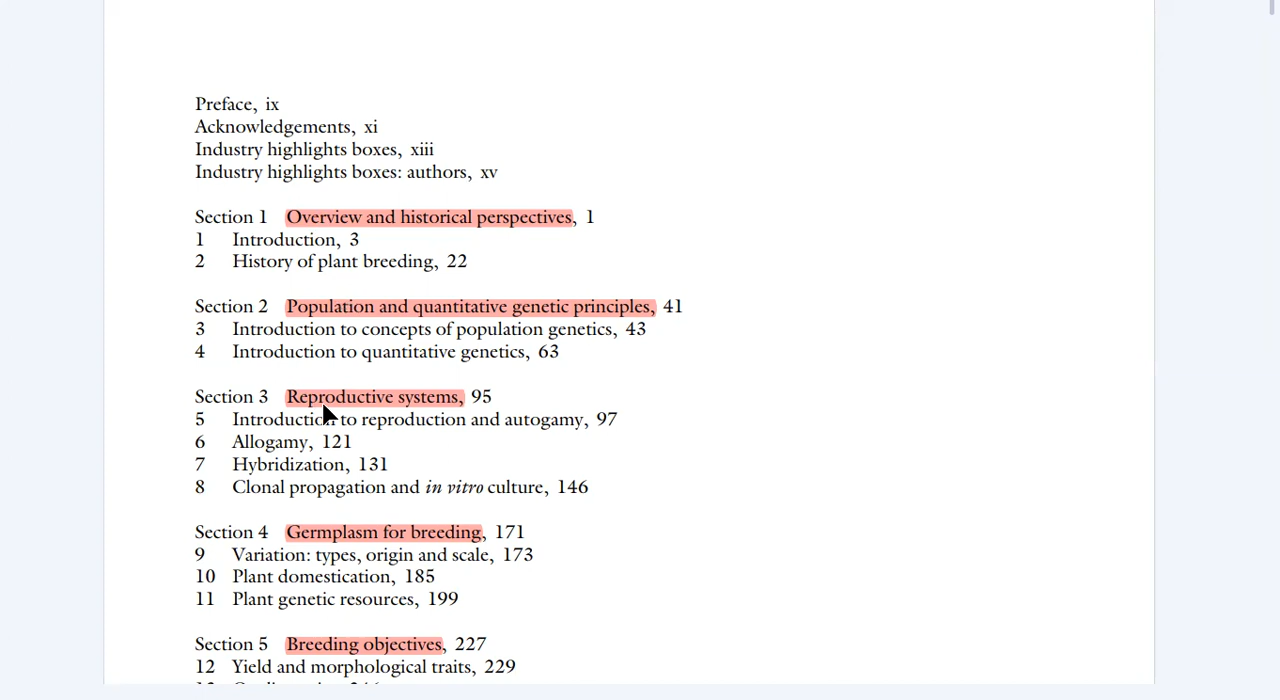 Preface, ix
Acknowledgements, xi
Industry highlights boxes, xiii
Industry highlights boxes: authors, xv
Section 1 Overview and historical perspectives, 1
1 Introduction, 3
2 History of plant breeding, 22
Section 2 Population and quantitative genetic principles, 41
3 Introduction to concepts of population genetics, 43
4 Introduction to quantitative genetics, 63
Section 3 Reproductive systems, 95
5 Introduction to reproduction and autogamy, 97
6 Allogamy, 121
7 Hybridization, 131
8 Clonal propagation and in vitro culture, 146
Section 4 Germplasm for breeding, 171
9 Variation: types, origin and scale, 173
10 Plant domestication, 185
11 Plant genetic resources, 199
Section 5 Breeding objectives, 227
12 Yield and morphological traits, 229